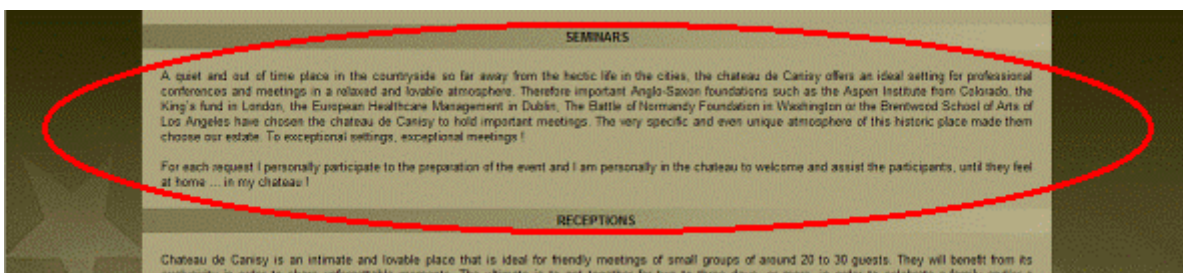 SEMINARS
A quiet and out of time place in the countryside so far away from the hectic life in the cities, the chateau de Canisy offers an ideal setting for professional
conferences and meetings in a relaxed and lovable atmosphere. Therefore important Anglo-Saxon foundations such as the Aspen Institute from Colorado, the
King's fund in London, the European Healthcare Management in Dublin, The Battle of Normandy Foundation in Washington or the Brentwood School of Arts of
Los Angeles have chosen the chateau de Canisy to hold important meetings. The very specific and even unique atmosphere of this historic place made them
choose our estate. To exceptional settings, exceptional meetings !
For each request I personally participate to the preparation of the event and I am personally in the chateau to welcome and assist the participants, until they feel
at home ... in my chateau !
RECEPTIONS
Chateau de Canisy is an intimate and lovable place that is ideal for friendly meetings of small groups of around 20 to 30 guests. They will benefit from its